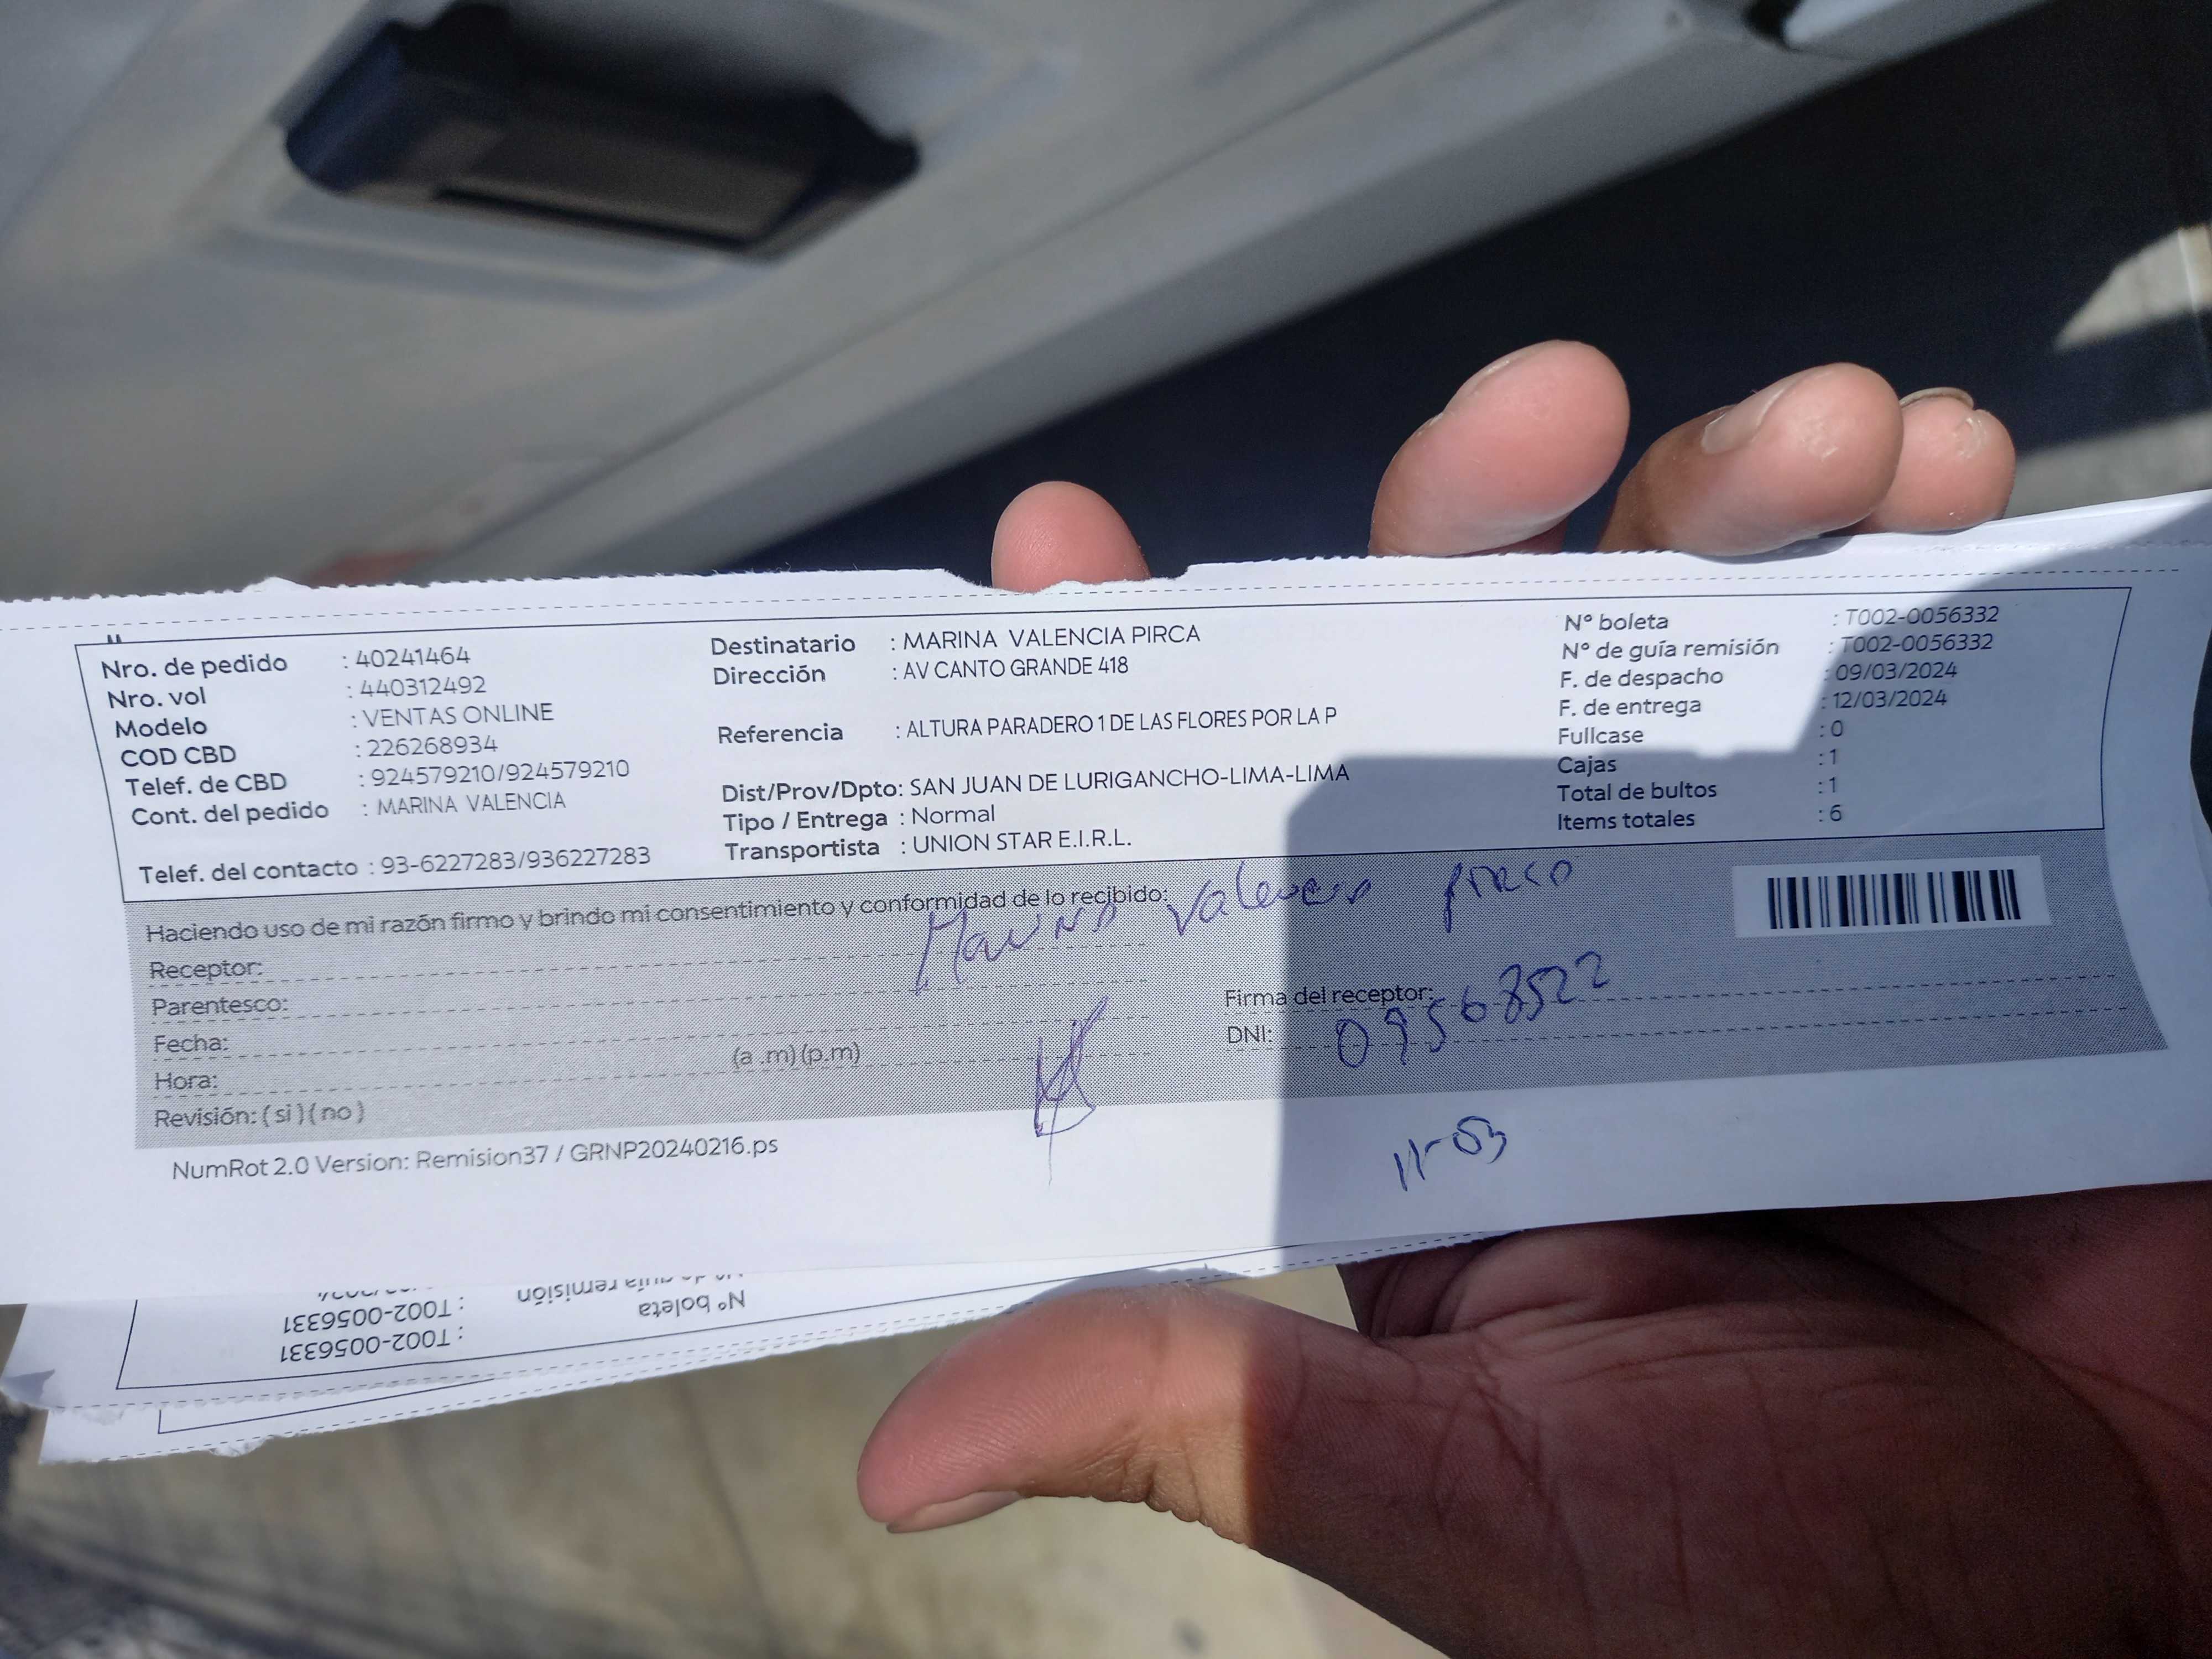 Nro. de pedido : 40241464
Nro. vol : 440312492
Modelo : VENTAS ONLINE
COD CBD : 226268934
Telef. de CBD : 924579210/924579210
Cont. del pedido : MARINA VALENCIA
Telef. del contacto : 93-6227283/936227283
Destinatario : MARINA VALENCIA PIRCA
Dirección : AV CANTO GRANDE 418
Referencia : ALTURA PARADERO 1 DE LAS FLORES POR LA P
Dist/Prov/Dpto: SAN JUAN DE LURIGANCHO-LIMA-LIMA
Tipo / Entrega : Normal
Transportista : UNION STAR E.I.R.L.
N° boleta : T002-0056332
N° de guía remisión : T002-0056332
F. de despacho : 09/03/2024
F. de entrega : 12/03/2024
Fullcase : 0
Cajas : 1
Total de bultos : 1
Items totales : 6
Haciendo uso de mi razón firmo y brindo mi consentimiento y conformidad de lo recibido:
Marina Valencia Pirca
Receptor:
Parentesco:
Fecha:
Hora: (a .m)(p.m)
Revisión: ( si )( no )
Firma del receptor:
DNI: 09568522
11-03
NumRot 2.0 Version: Remision37 / GRNP20240216.ps
N° boleta : T002-0056331
: T002-0056331